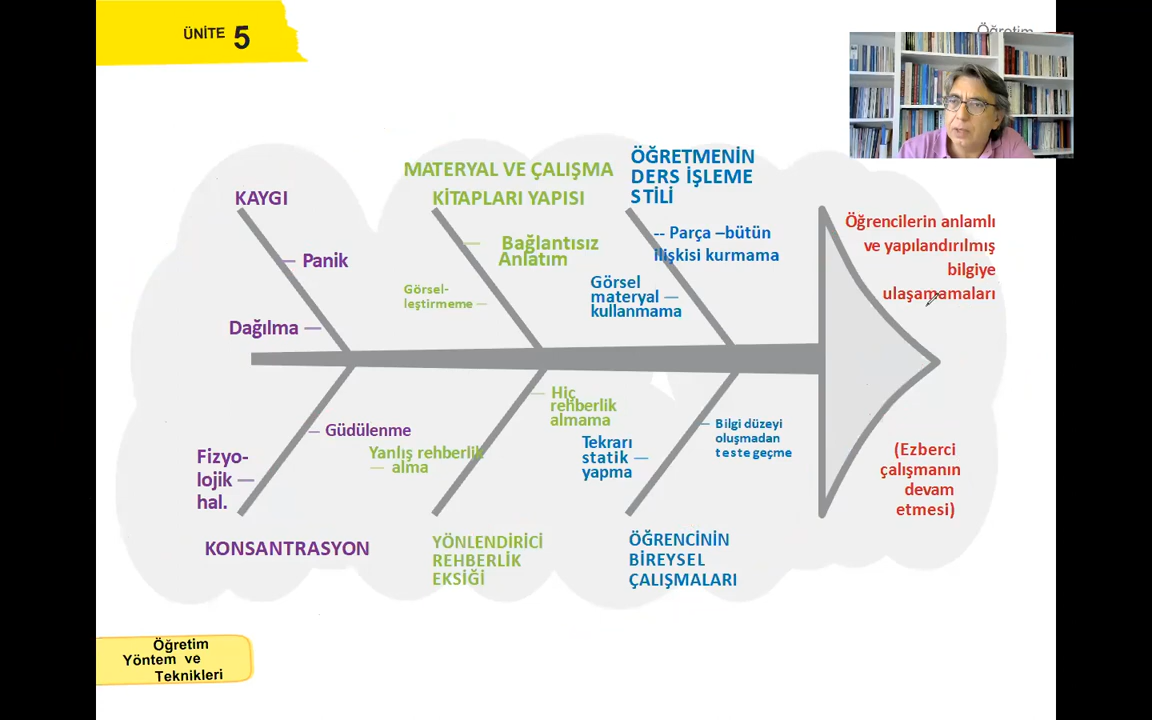 ÜNİTE 5
Öğretim
KAYGI
Panik
Dağılma
MATERYAL VE ÇALIŞMA
KİTAPLARI YAPISI
Bağlantısız
Anlatım
Görsel-
leştirmeme
ÖĞRETMENİN
DERS İŞLEME
STİLİ
-- Parça –bütün
ilişkisi kurmama
Görsel
materyal
kullanmama
Öğrencilerin anlamlı
ve yapılandırılmış
bilgiye
ulaşamamaları
Güdülenme
Fizyo-
lojik
hal.
KONSANTRASYON
Hiç
rehberlik
almama
Yanlış rehberlik
alma
YÖNLENDİRİCİ
REHBERLİK
EKSİĞİ
Bilgi düzeyi
oluşmadan
teste geçme
Tekrarı
statik
yapma
ÖĞRENCİNİN
BİREYSEL
ÇALIŞMALARI
(Ezberci
çalışmanın
devam
etmesi)
Öğretim
Yöntem ve
Teknikleri